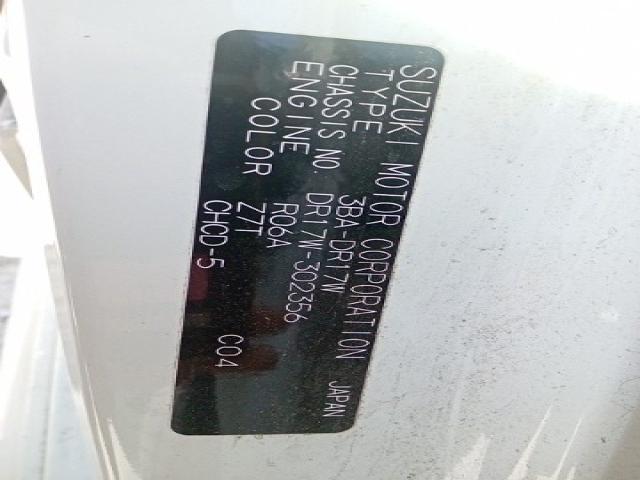 SUZUKI MOTOR CORPORATION JAPAN
TYPE 3BA-DR17W
CHASSIS NO. DR17W-302356
ENGINE R06A
COLOR Z7T
CHCD-5 C04